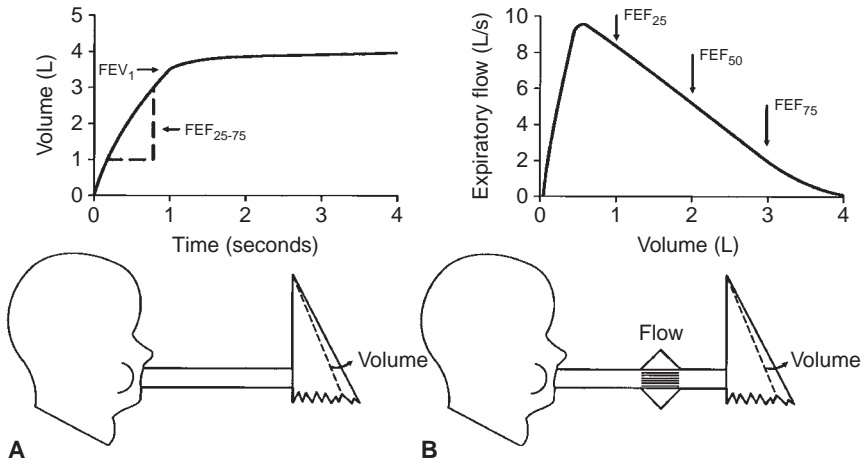 Volume (L)
5
4
3
2
1
0
FEV1
FEF25-75
0 1 2 3 4
Time (seconds)
Volume
A
Expiratory flow (L/s)
10
8
6
4
2
0
FEF25
FEF50
FEF75
0 1 2 3 4
Volume (L)
Flow
Volume
B